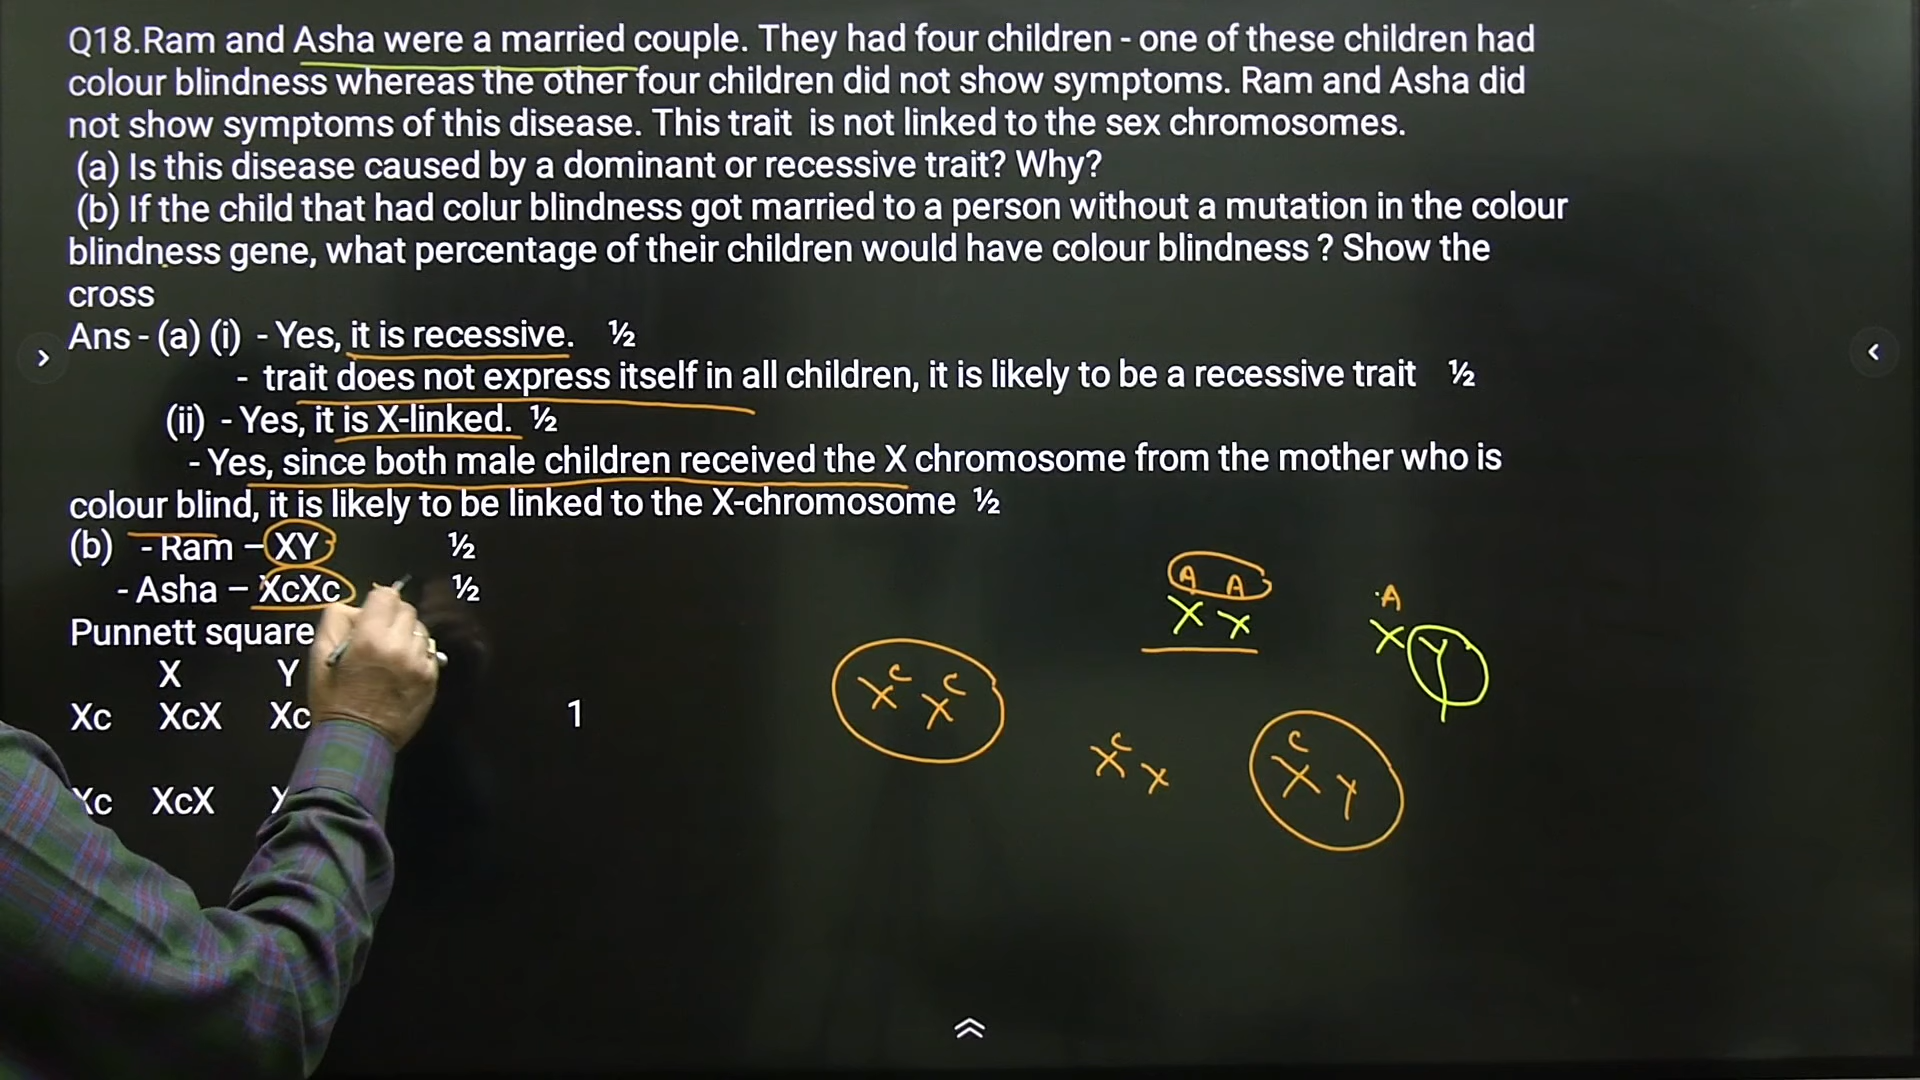 Q18.Ram and Asha were a married couple. They had four children - one of these children had
colour blindness whereas the other four children did not show symptoms. Ram and Asha did
not show symptoms of this disease. This trait is not linked to the sex chromosomes.
(a) Is this disease caused by a dominant or recessive trait? Why?
(b) If the child that had colur blindness got married to a person without a mutation in the colour
blindness gene, what percentage of their children would have colour blindness ? Show the
cross
Ans - (a) (i) - Yes, it is recessive. ½
- trait does not express itself in all children, it is likely to be a recessive trait ½
(ii) - Yes, it is X-linked. ½
- Yes, since both male children received the X chromosome from the mother who is
colour blind, it is likely to be linked to the X-chromosome ½
(b) - Ram – XY ½
- Asha – XcXc ½
Punnett square
X Y
Xc XcX Xc 1
Xc XcX
A A
X X
A
X Y
Xc Xc
Xc X
Xc Y